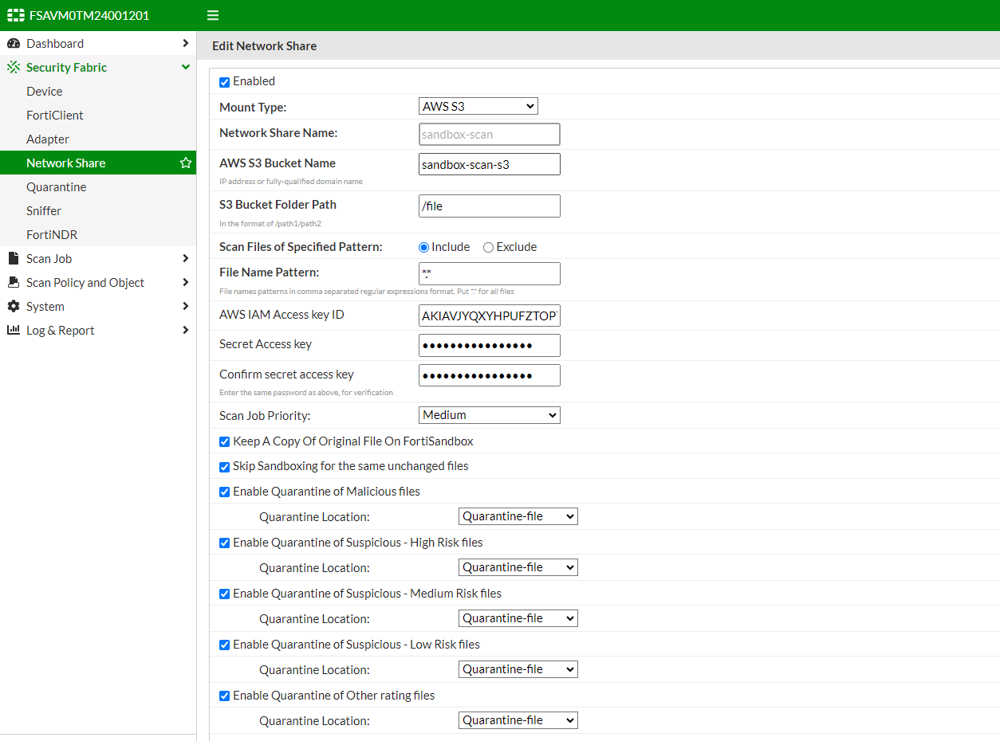 FSAVM0TM24001201
Dashboard
Security Fabric
Device
FortiClient
Adapter
Network Share
Quarantine
Sniffer
FortiNDR
Scan Job
Scan Policy and Object
System
Log & Report
Edit Network Share
Enabled
Mount Type: AWS S3
Network Share Name: sandbox-scan
AWS S3 Bucket Name sandbox-scan-s3
IP address or fully-qualified domain name
S3 Bucket Folder Path /file
In the format of /path1/path2
Scan Files of Specified Pattern: Include Exclude
File Name Pattern: *.*
File names patterns in comma separated regular expressions format. Put "*.*" for all files
AWS IAM Access key ID AKIAVJYQXYHPUFZTOP
Secret Access key ••••••••••••••••
Confirm secret access key ••••••••••••••••
Enter the same password as above, for verification
Scan Job Priority: Medium
Keep A Copy Of Original File On FortiSandbox
Skip Sandboxing for the same unchanged files
Enable Quarantine of Malicious files
Quarantine Location: Quarantine-file
Enable Quarantine of Suspicious - High Risk files
Quarantine Location: Quarantine-file
Enable Quarantine of Suspicious - Medium Risk files
Quarantine Location: Quarantine-file
Enable Quarantine of Suspicious - Low Risk files
Quarantine Location: Quarantine-file
Enable Quarantine of Other rating files
Quarantine Location: Quarantine-file